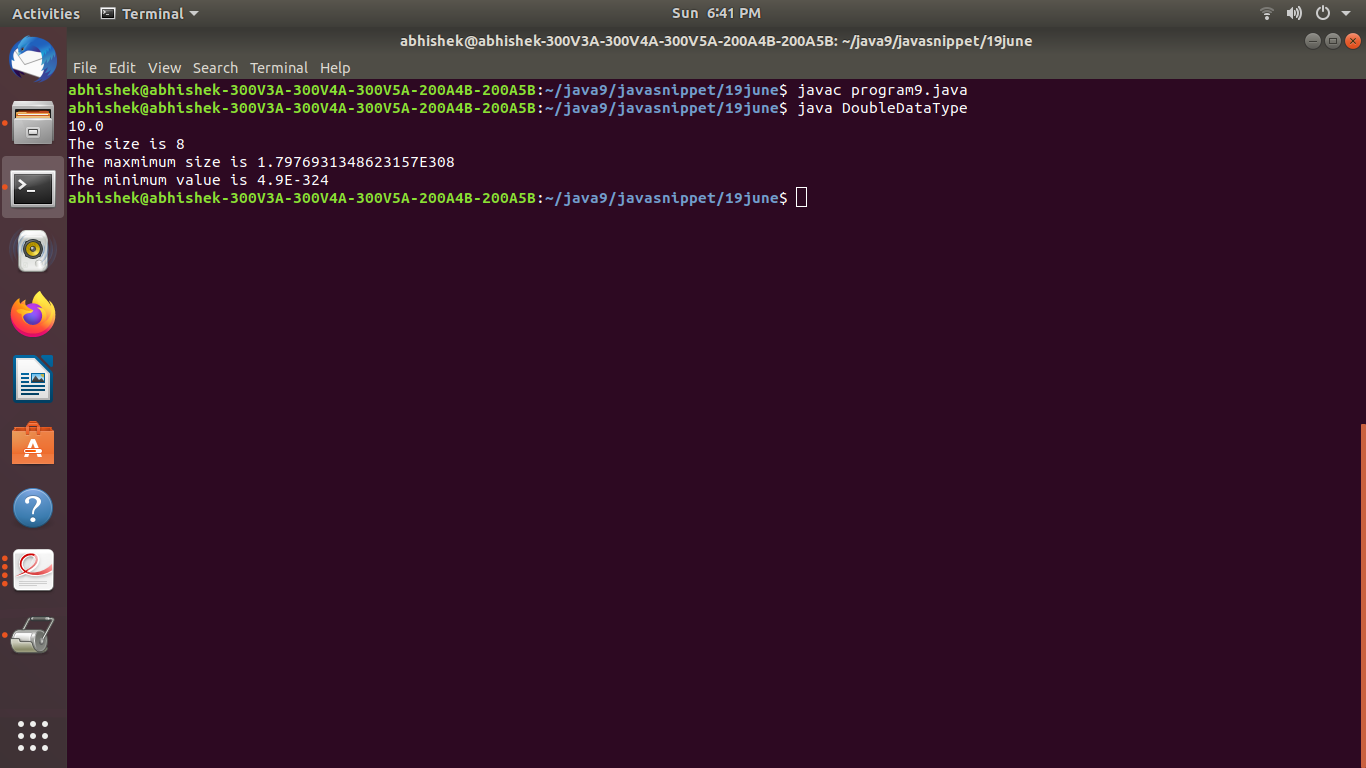 Activities Terminal Sun 6:41 PM
abhishek@abhishek-300V3A-300V4A-300V5A-200A4B-200A5B: ~/java9/javasnippet/19june
File Edit View Search Terminal Help
abhishek@abhishek-300V3A-300V4A-300V5A-200A4B-200A5B:~/java9/javasnippet/19june$ javac program9.java
abhishek@abhishek-300V3A-300V4A-300V5A-200A4B-200A5B:~/java9/javasnippet/19june$ java DoubleDataType
10.0
The size is 8
The maxmimum size is 1.7976931348623157E308
The minimum value is 4.9E-324
abhishek@abhishek-300V3A-300V4A-300V5A-200A4B-200A5B:~/java9/javasnippet/19june$